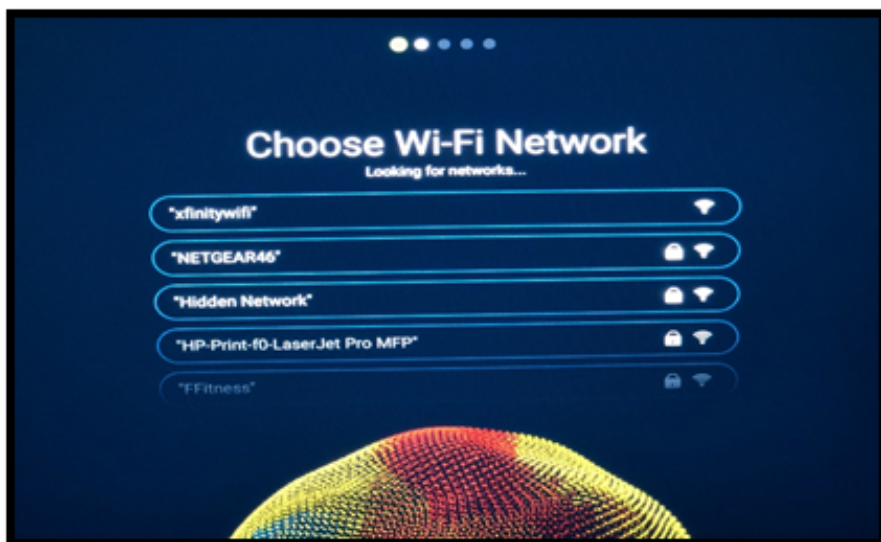 Choose Wi-Fi Network
Looking for networks...
"xfinitywifi"
"NETGEAR46"
"Hidden Network"
"HP-Print-f0-LaserJet Pro MFP"
"FFitness"